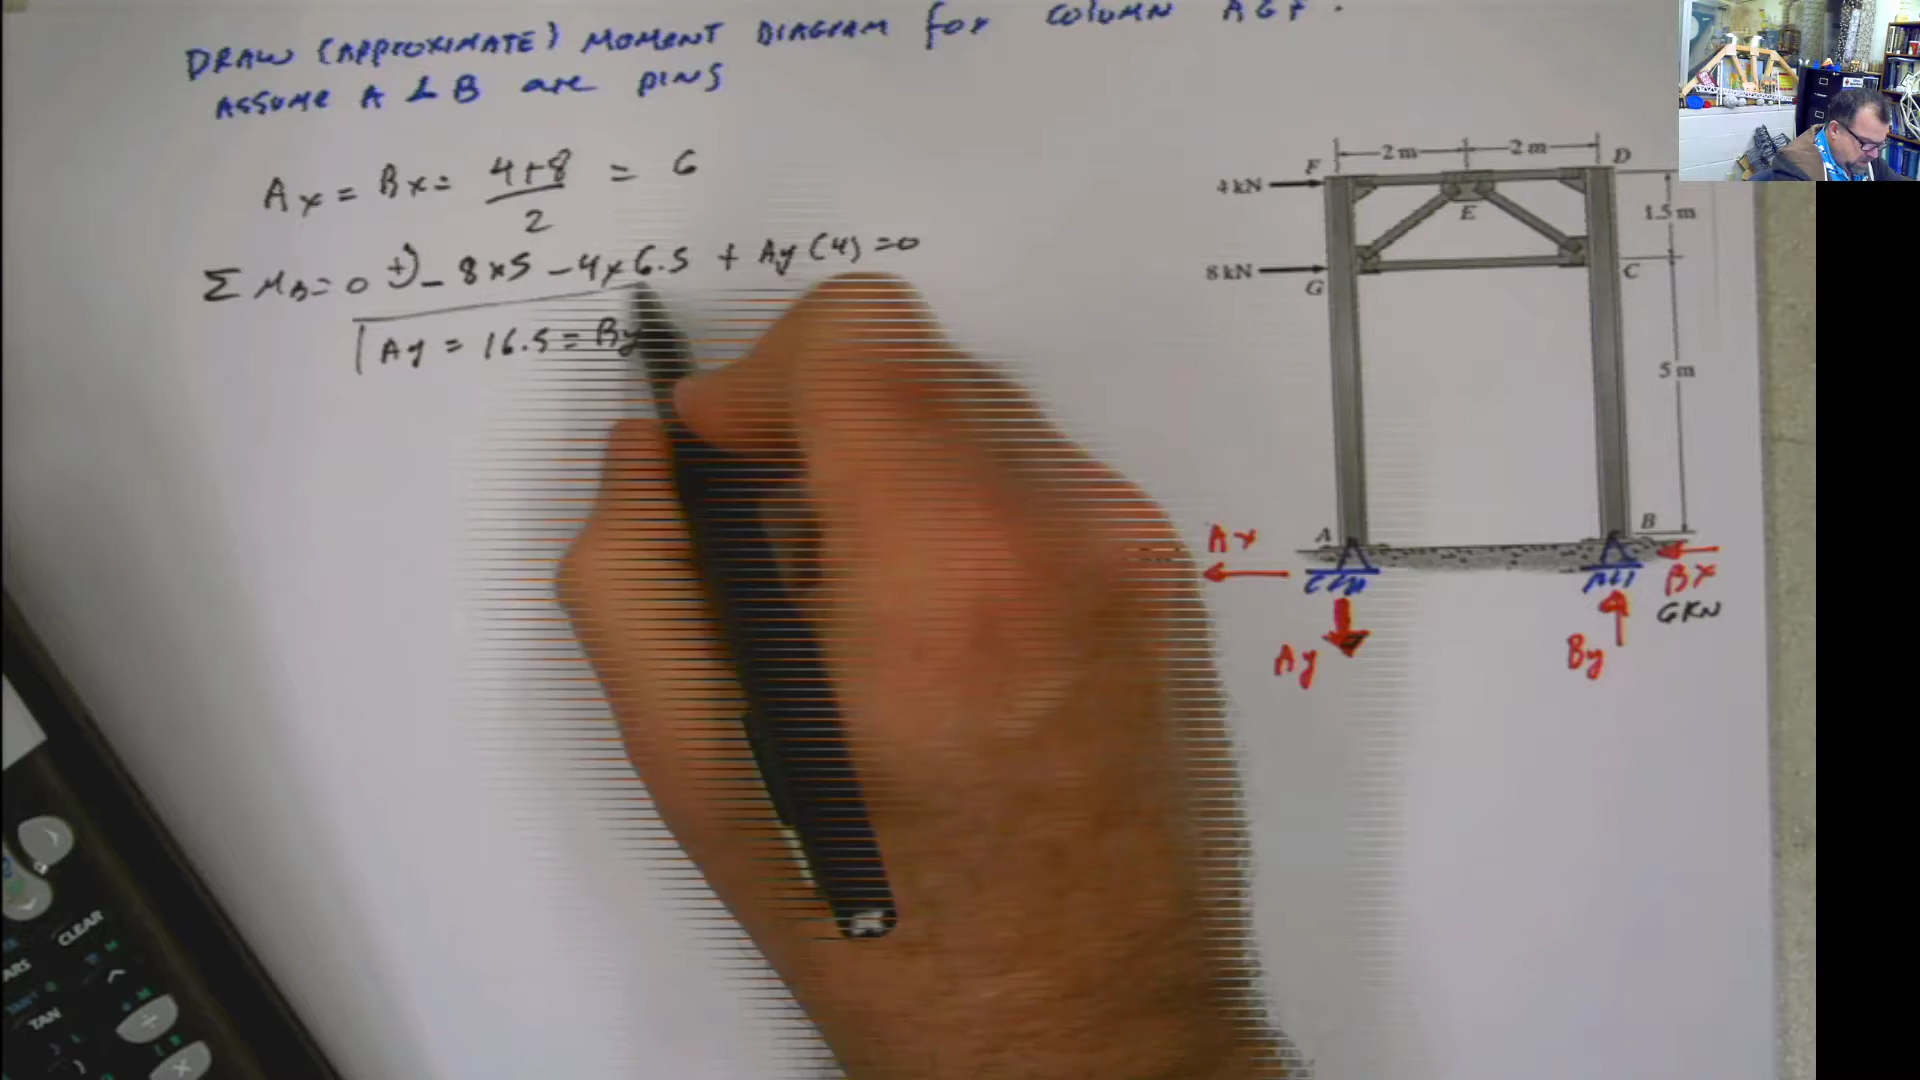 DRAW (APPROXIMATE) MOMENT DIAGRAM for COLUMN AGF.
ASSUME A & B are PINS
Ax = Bx = 4+8 / 2 = 6
Σ MB = 0 +) - 8×5 - 4×6.5 + Ay (4) = 0
Ay = 16.5 = By
2 m
2 m
F
D
4 kN
E
1.5 m
8 kN
G
C
5 m
A
B
Ax
Bx
6KN
Ay
By
CLEAR
TAN